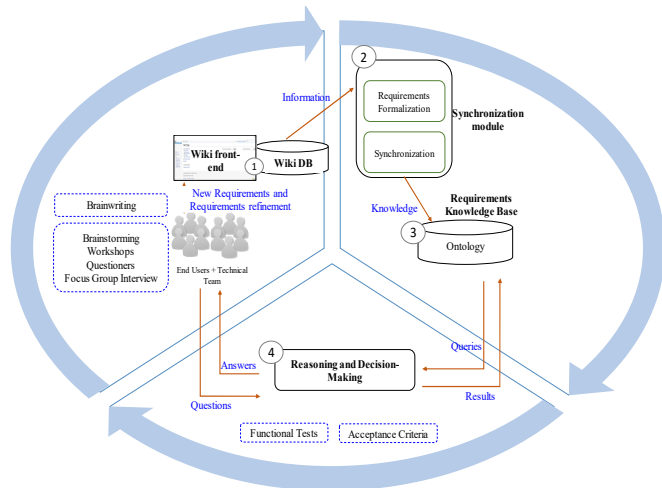 2
Information
Requirements
Formalization
Synchronization
module
Synchronization
Wiki front-
end
1
Wiki DB
New Requirements and
Requirements refinement
Brainwriting
Brainstorming
Workshops
Questioners
Focus Group Interview
End Users + Technical
Team
Knowledge
Requirements
Knowledge Base
3
Ontology
4
Reasoning and Decision-
Making
Answers
Questions
Queries
Results
Functional Tests
Acceptance Criteria